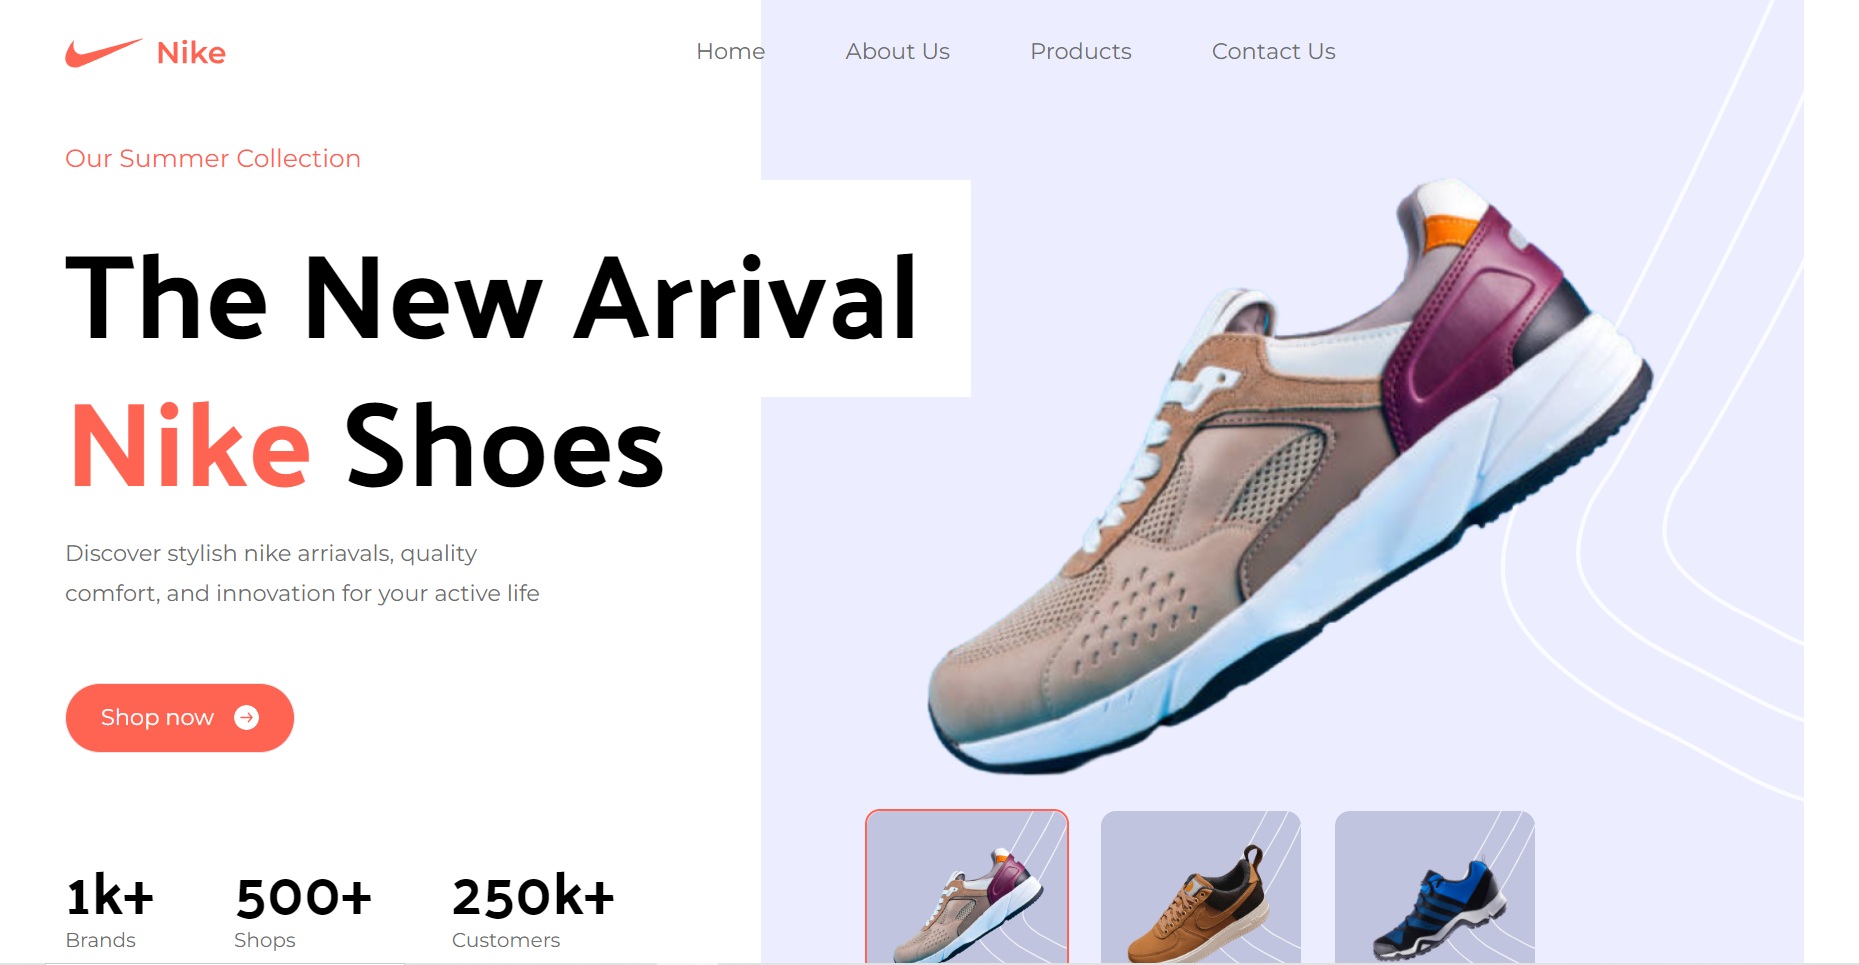 Nike
Home About Us Products Contact Us
Our Summer Collection
The New Arrival
Nike Shoes
Discover stylish nike arriavals, quality
comfort, and innovation for your active life
Shop now
1k+ 500+ 250k+
Brands Shops Customers